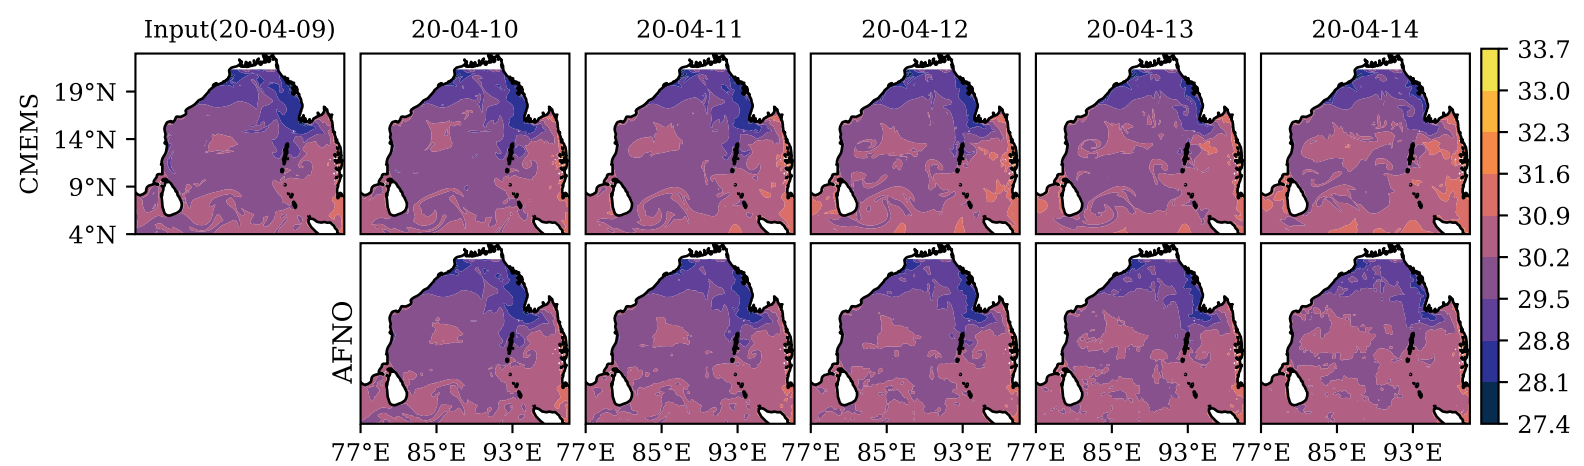 Input(20-04-09) 20-04-10 20-04-11 20-04-12 20-04-13 20-04-14
CMEMS
19°N
14°N
9°N
4°N
AFNO
77°E 85°E 93°E 77°E 85°E 93°E 77°E 85°E 93°E 77°E 85°E 93°E 77°E 85°E 93°E
33.7
33.0
32.3
31.6
30.9
30.2
29.5
28.8
28.1
27.4